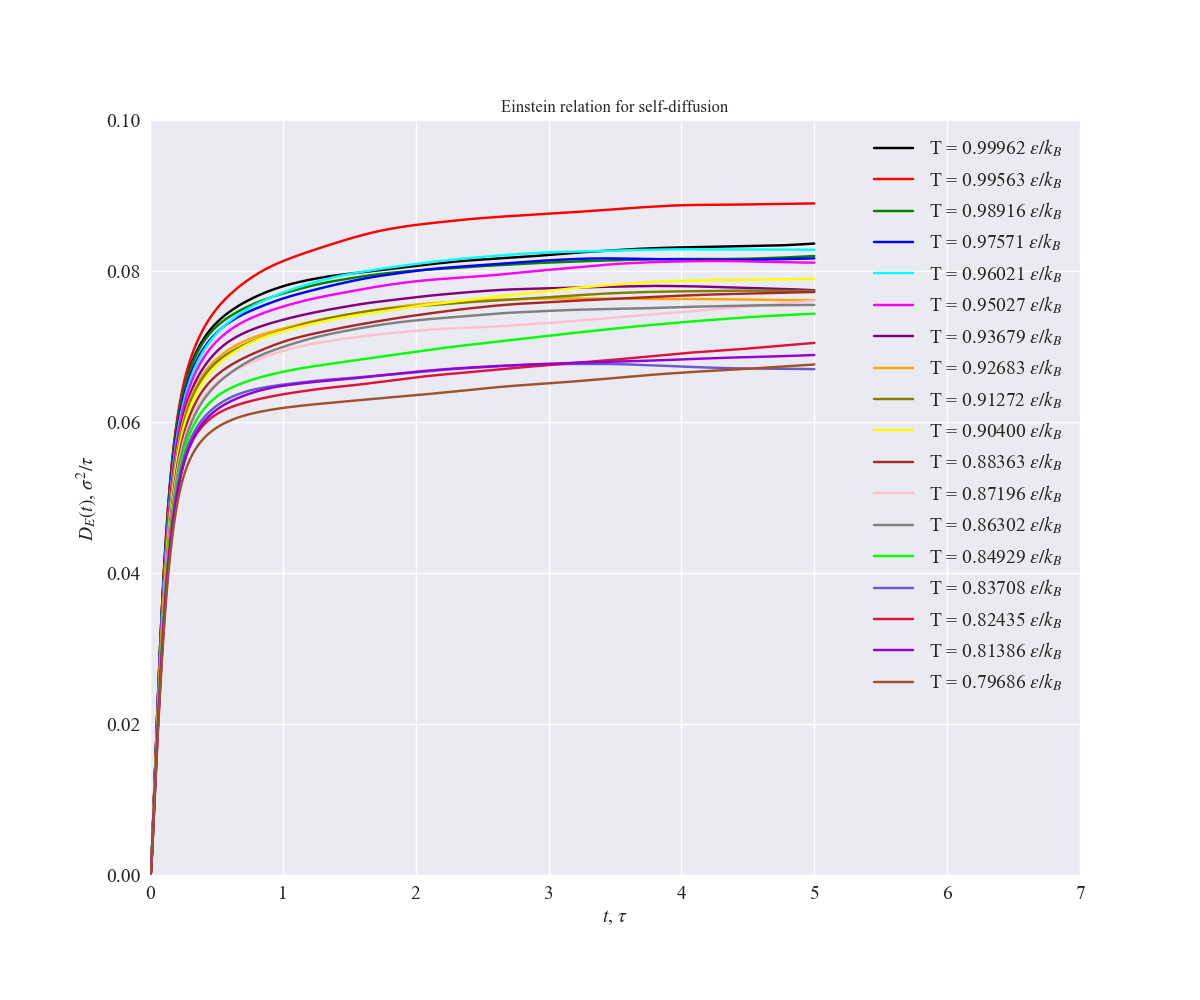 Einstein relation for self-diffusion
0.10
0.08
0.06
0.04
0.02
0.00
D_E(t), σ²/τ
T = 0.99962 ε/k_B
T = 0.99563 ε/k_B
T = 0.98916 ε/k_B
T = 0.97571 ε/k_B
T = 0.96021 ε/k_B
T = 0.95027 ε/k_B
T = 0.93679 ε/k_B
T = 0.92683 ε/k_B
T = 0.91272 ε/k_B
T = 0.90400 ε/k_B
T = 0.88363 ε/k_B
T = 0.87196 ε/k_B
T = 0.86302 ε/k_B
T = 0.84929 ε/k_B
T = 0.83708 ε/k_B
T = 0.82435 ε/k_B
T = 0.81386 ε/k_B
T = 0.79686 ε/k_B
0 1 2 3 4 5 6 7
t, τ